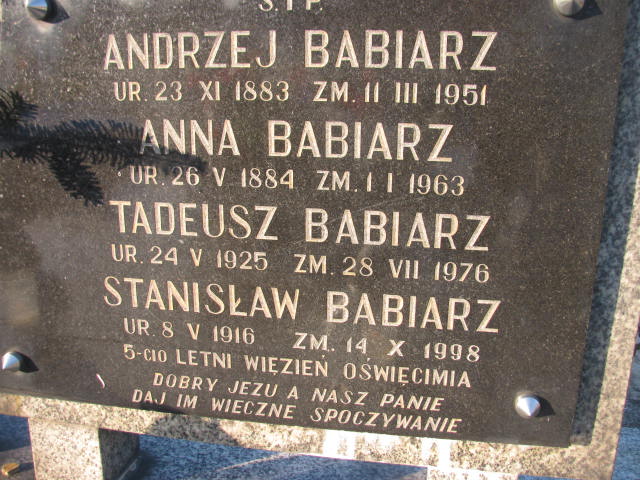 Ś.†P.
ANDRZEJ BABIARZ
UR. 23 XI 1883 ZM. 11 III 1951
ANNA BABIARZ
UR. 26 V 1884 ZM. 1 I 1963
TADEUSZ BABIARZ
UR. 24 V 1925 ZM. 28 VII 1976
STANISŁAW BABIARZ
UR 8 V 1916 ZM. 14 X 1998
5-CIO LETNI WIĘZIEŃ OŚWIĘCIMIA
DOBRY JEZU A NASZ PANIE
DAJ IM WIECZNE SPOCZYWANIE